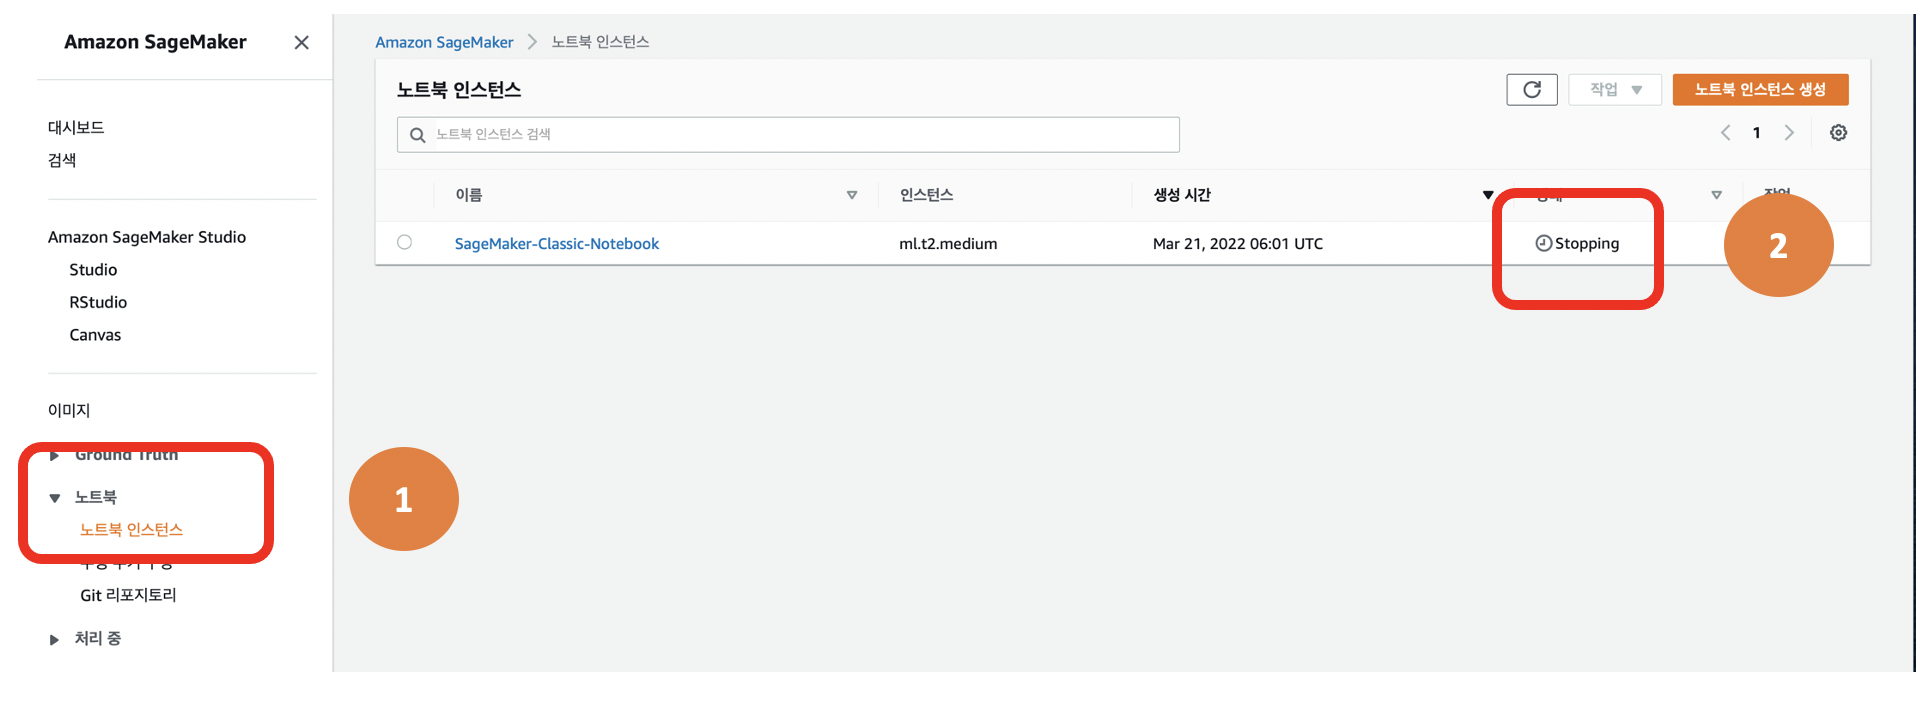 Amazon SageMaker
대시보드
검색
Amazon SageMaker Studio
Studio
RStudio
Canvas
이미지
Ground Truth
노트북
노트북 인스턴스
Git 리포지토리
처리 중
1
Amazon SageMaker > 노트북 인스턴스
노트북 인스턴스
작업
노트북 인스턴스 생성
노트북 인스턴스 검색
1
이름 인스턴스 생성 시간
SageMaker-Classic-Notebook ml.t2.medium Mar 21, 2022 06:01 UTC Stopping
2